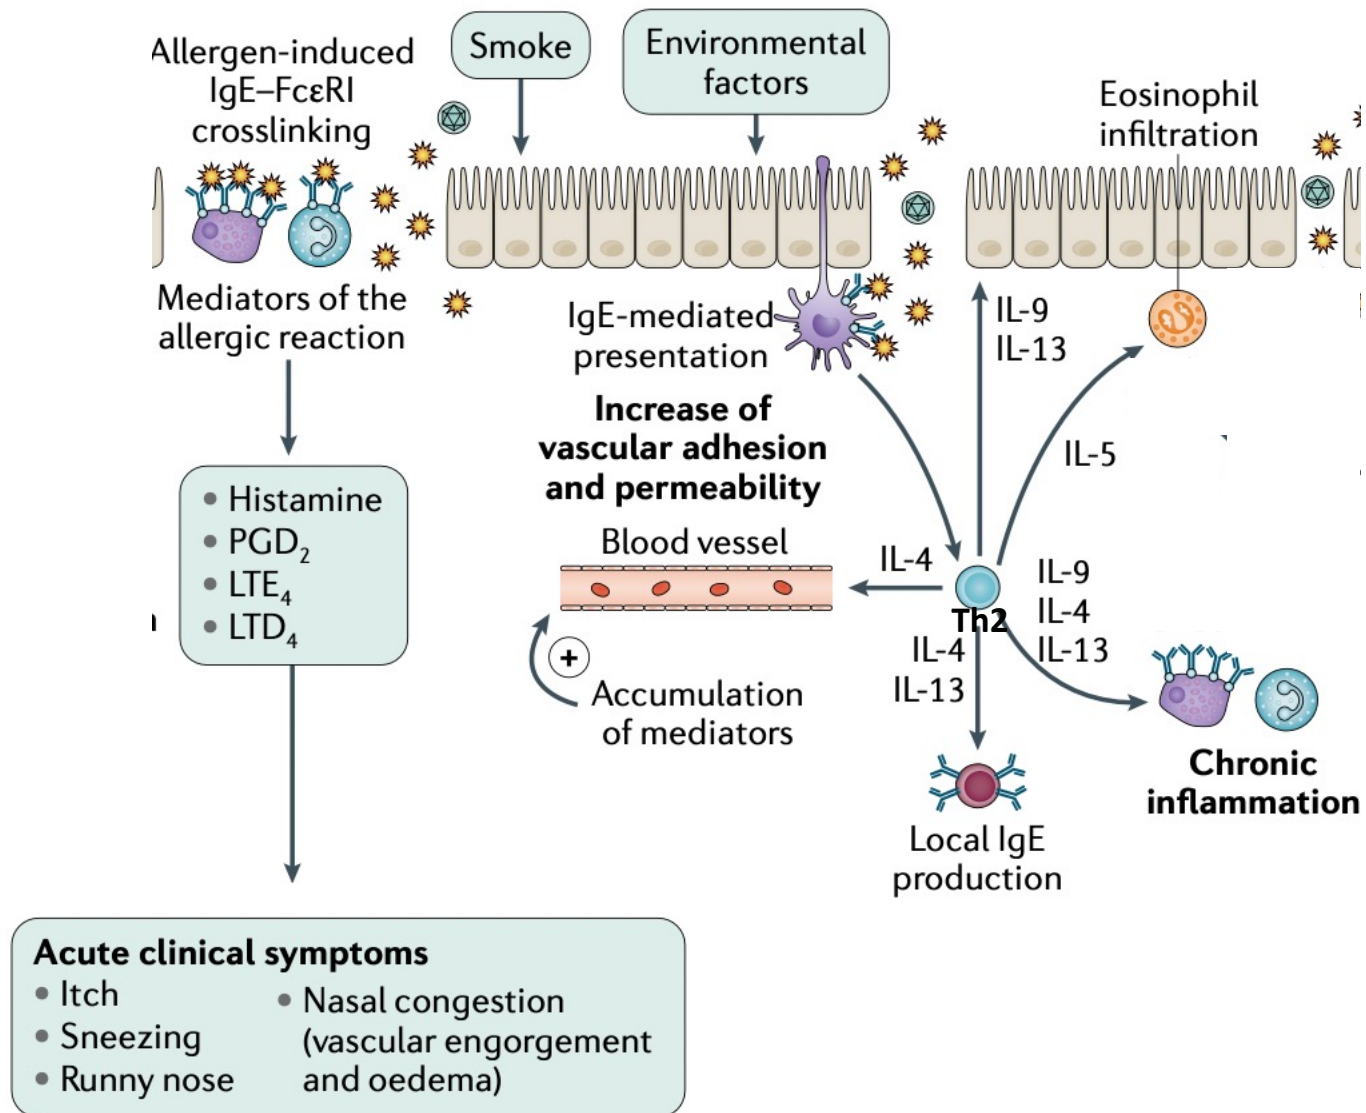 Allergen-induced
IgE–FcεRI
crosslinking
Smoke
Environmental
factors
Eosinophil
infiltration
Mediators of the
allergic reaction
IgE-mediated
presentation
IL-9
IL-13
Increase of
vascular adhesion
and permeability
IL-5
• Histamine
• PGD₂
• LTE₄
• LTD₄
Blood vessel
IL-4
Th2
IL-9
IL-4
IL-13
IL-4
IL-13
+
Accumulation
of mediators
Chronic
inflammation
Local IgE
production
Acute clinical symptoms
• Itch
• Sneezing
• Runny nose
• Nasal congestion
(vascular engorgement
and oedema)